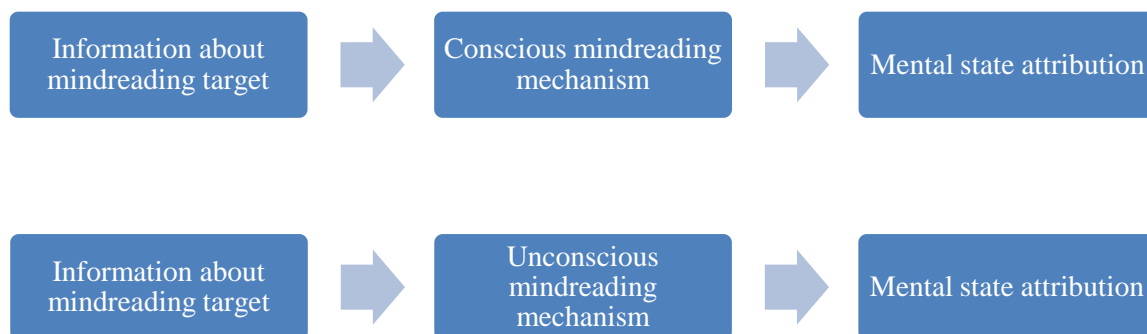 Information about
mindreading target
Conscious mindreading
mechanism
Mental state attribution
Information about
mindreading target
Unconscious
mindreading
mechanism
Mental state attribution